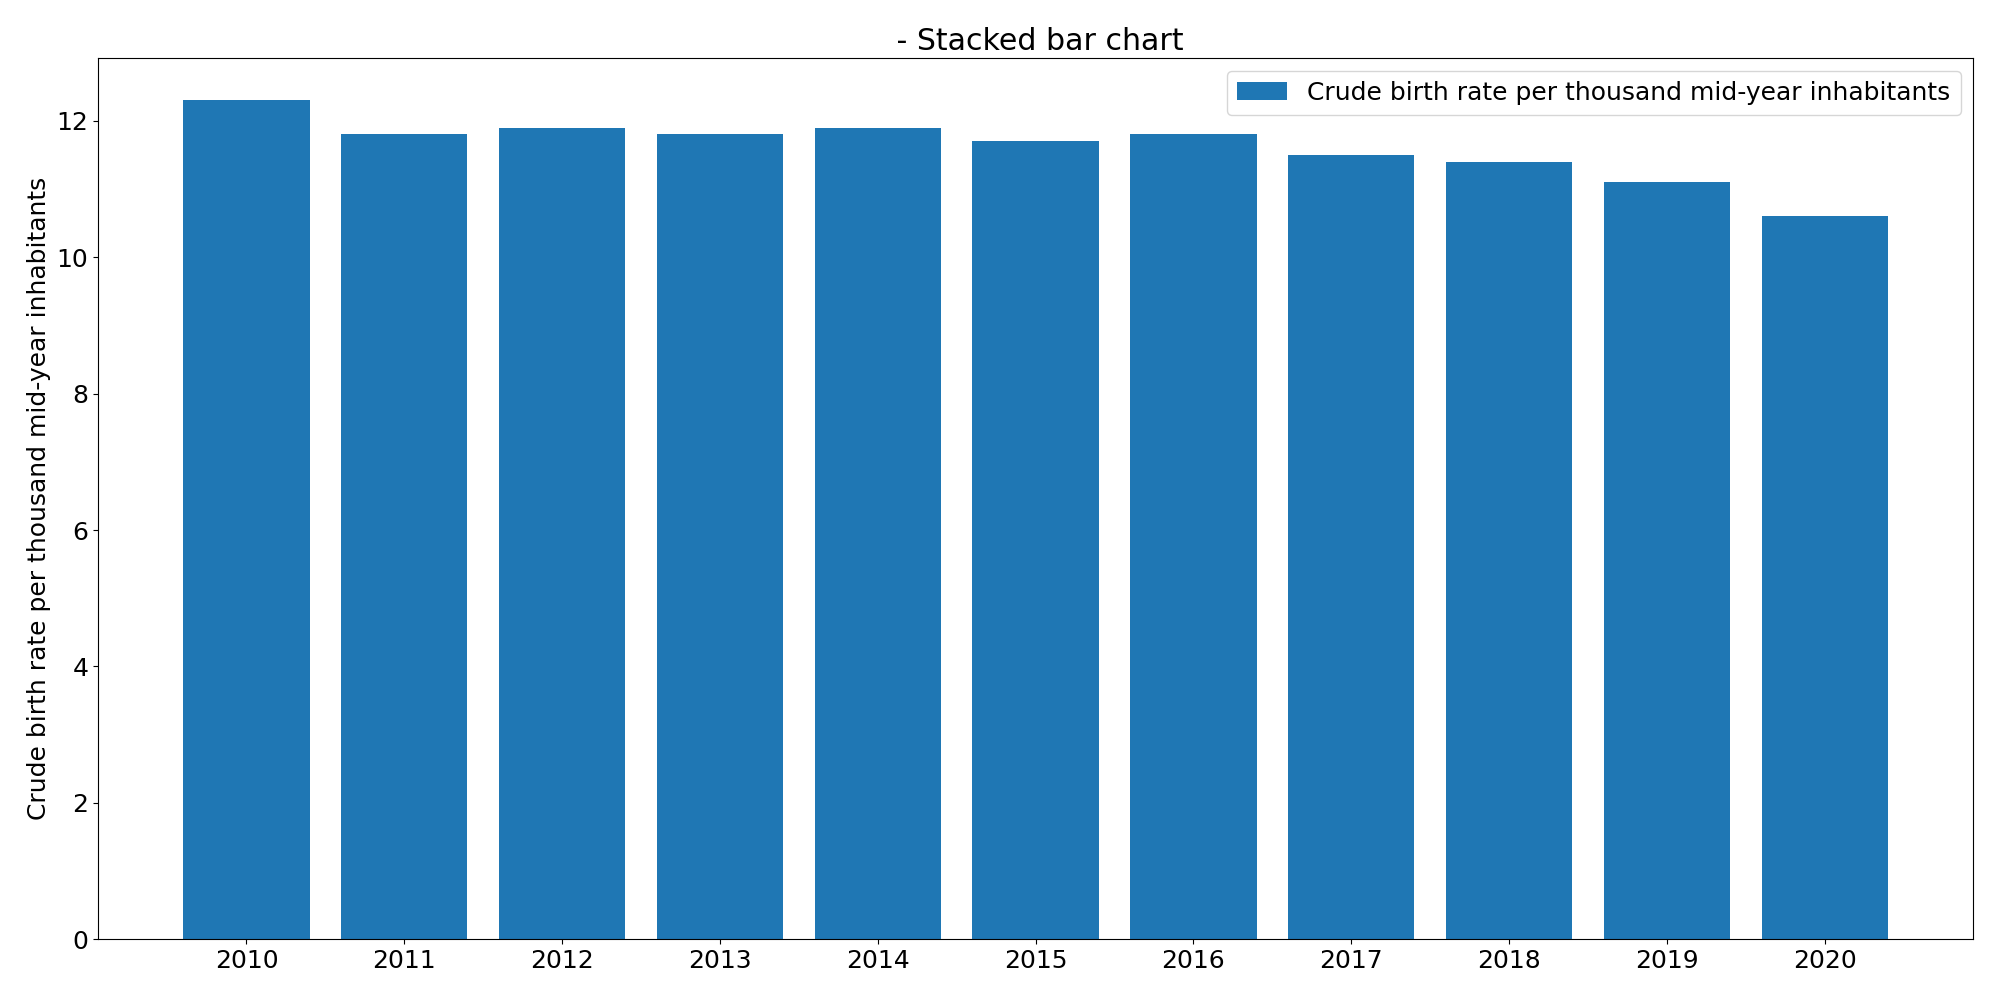 - Stacked bar chart
Crude birth rate per thousand mid-year inhabitants
Crude birth rate per thousand mid-year inhabitants
12
10
8
6
4
2
0
2010 2011 2012 2013 2014 2015 2016 2017 2018 2019 2020